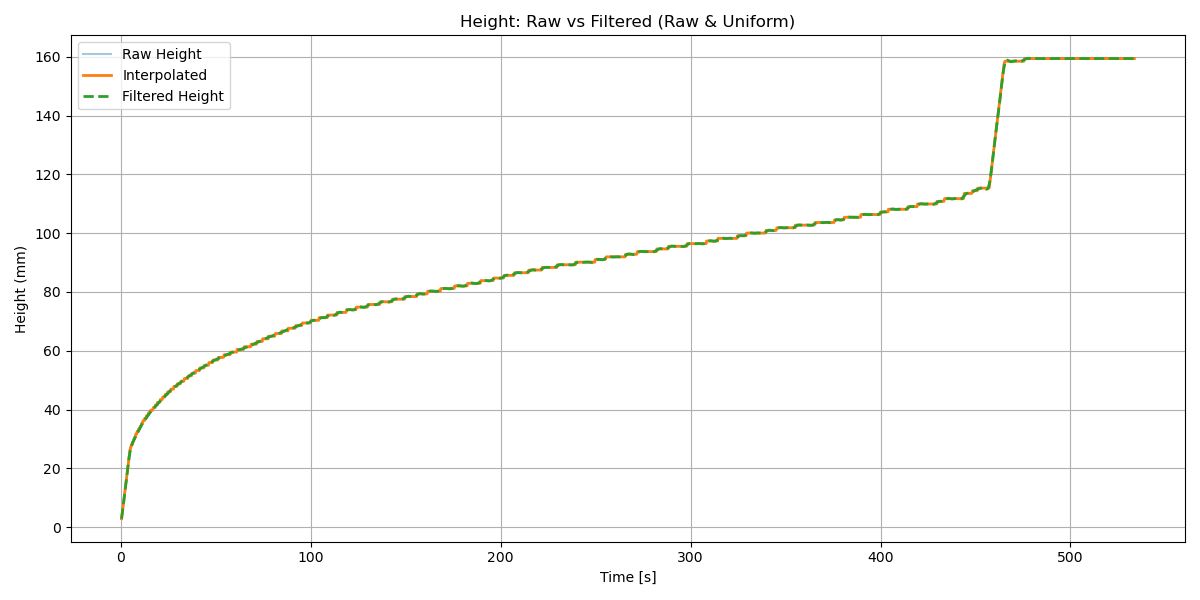 Height: Raw vs Filtered (Raw & Uniform)
Raw Height
Interpolated
Filtered Height
Height (mm)
160
140
120
100
80
60
40
20
0
0 100 200 300 400 500
Time [s]